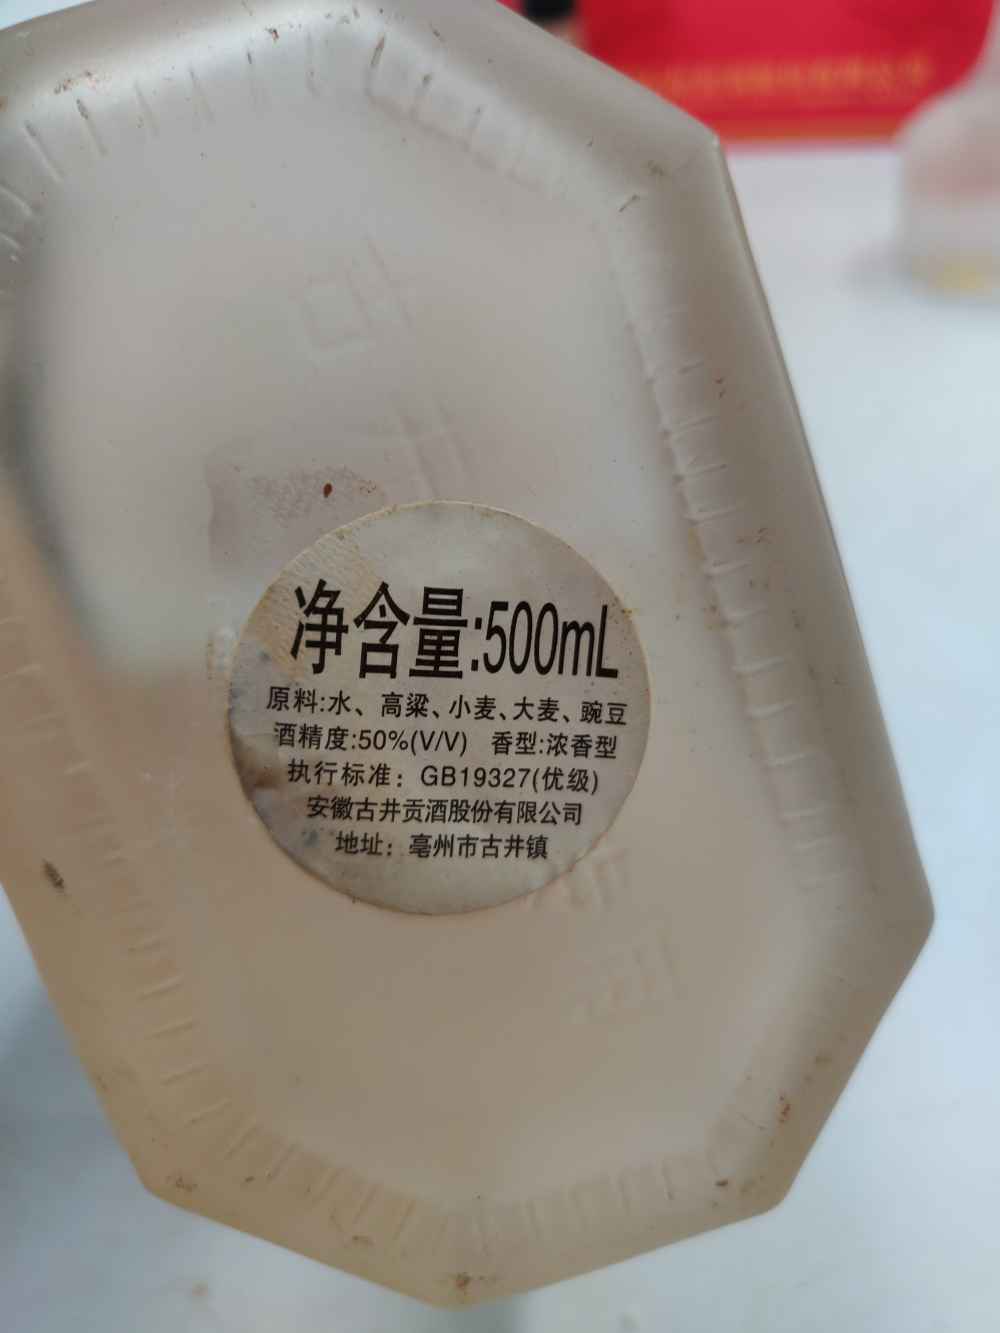 净含量:500mL
原料:水、高粱、小麦、大麦、豌豆
酒精度:50%(V/V) 香型:浓香型
执行标准：GB19327(优级)
安徽古井贡酒股份有限公司
地址：亳州市古井镇